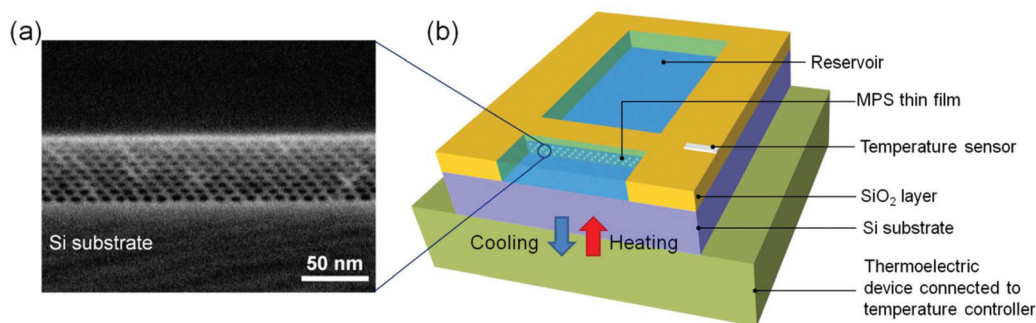 (a)
Si substrate
50 nm
(b)
Reservoir
MPS thin film
Temperature sensor
SiO₂ layer
Si substrate
Cooling
Heating
Thermoelectric
device connected to
temperature controller